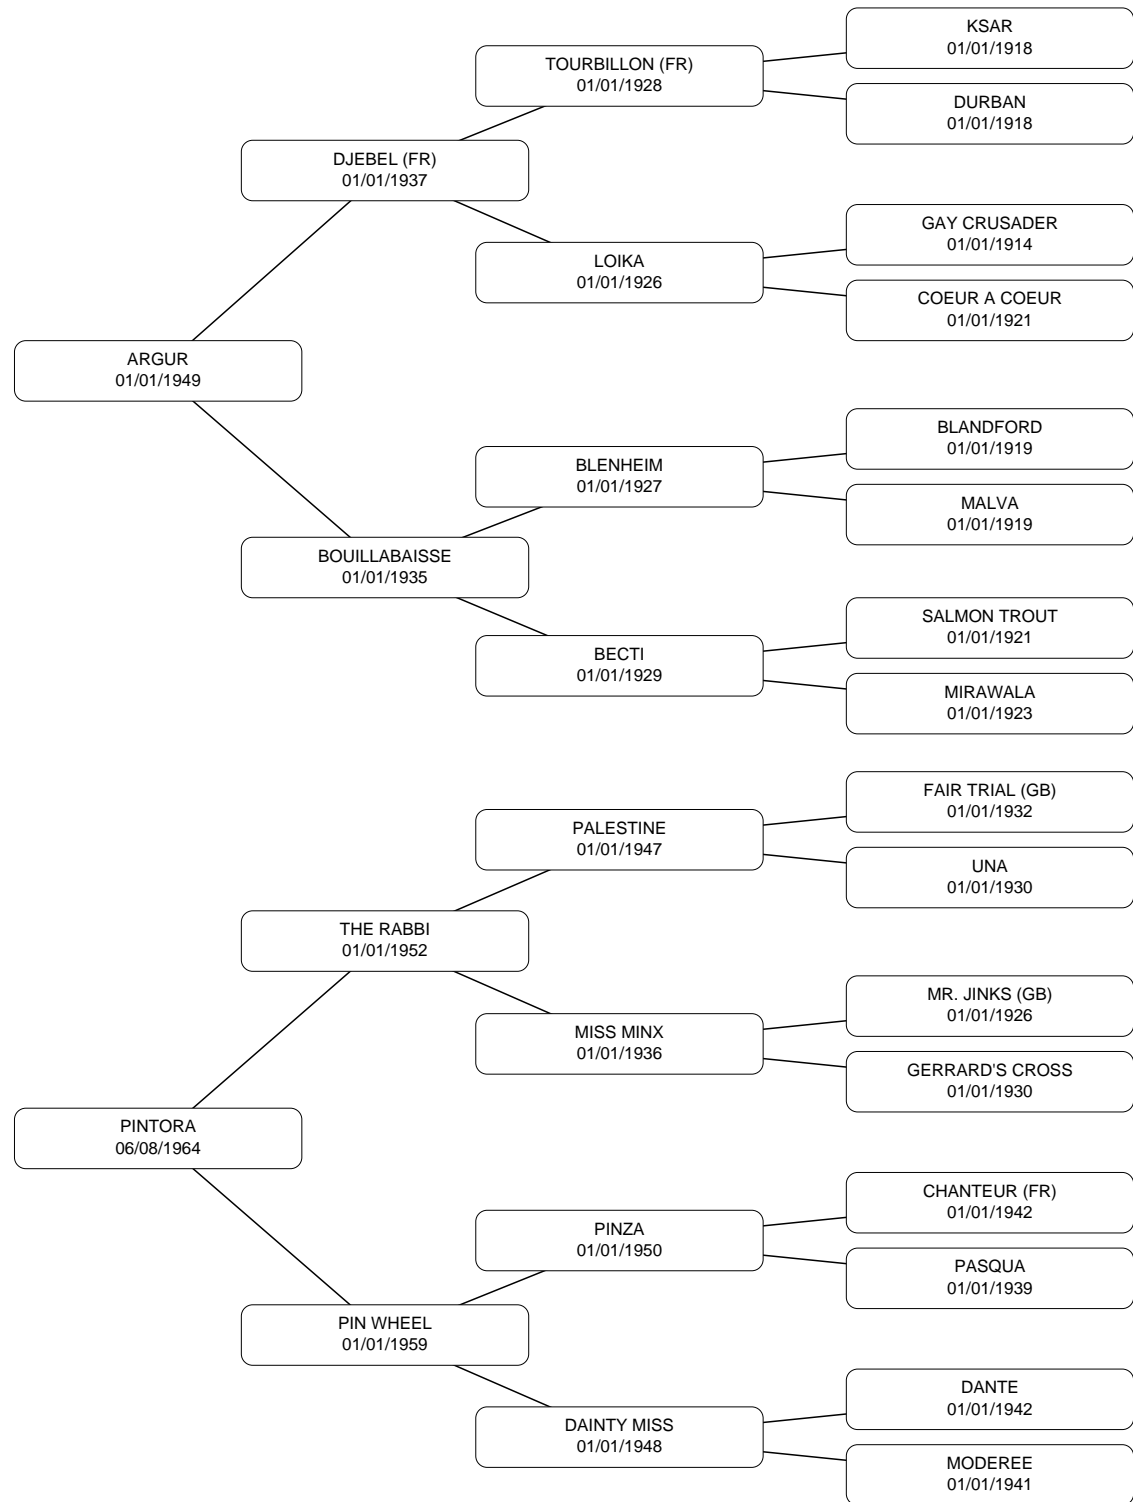 KSAR
01/01/1918
TOURBILLON (FR)
01/01/1928
DURBAN
01/01/1918
DJEBEL (FR)
01/01/1937
GAY CRUSADER
01/01/1914
LOIKA
01/01/1926
COEUR A COEUR
01/01/1921
ARGUR
01/01/1949
BLANDFORD
01/01/1919
BLENHEIM
01/01/1927
MALVA
01/01/1919
BOUILLABAISSE
01/01/1935
SALMON TROUT
01/01/1921
BECTI
01/01/1929
MIRAWALA
01/01/1923
FAIR TRIAL (GB)
01/01/1932
PALESTINE
01/01/1947
UNA
01/01/1930
THE RABBI
01/01/1952
MR. JINKS (GB)
01/01/1926
MISS MINX
01/01/1936
GERRARD'S CROSS
01/01/1930
PINTORA
06/08/1964
CHANTEUR (FR)
01/01/1942
PINZA
01/01/1950
PASQUA
01/01/1939
PIN WHEEL
01/01/1959
DANTE
01/01/1942
DAINTY MISS
01/01/1948
MODEREE
01/01/1941